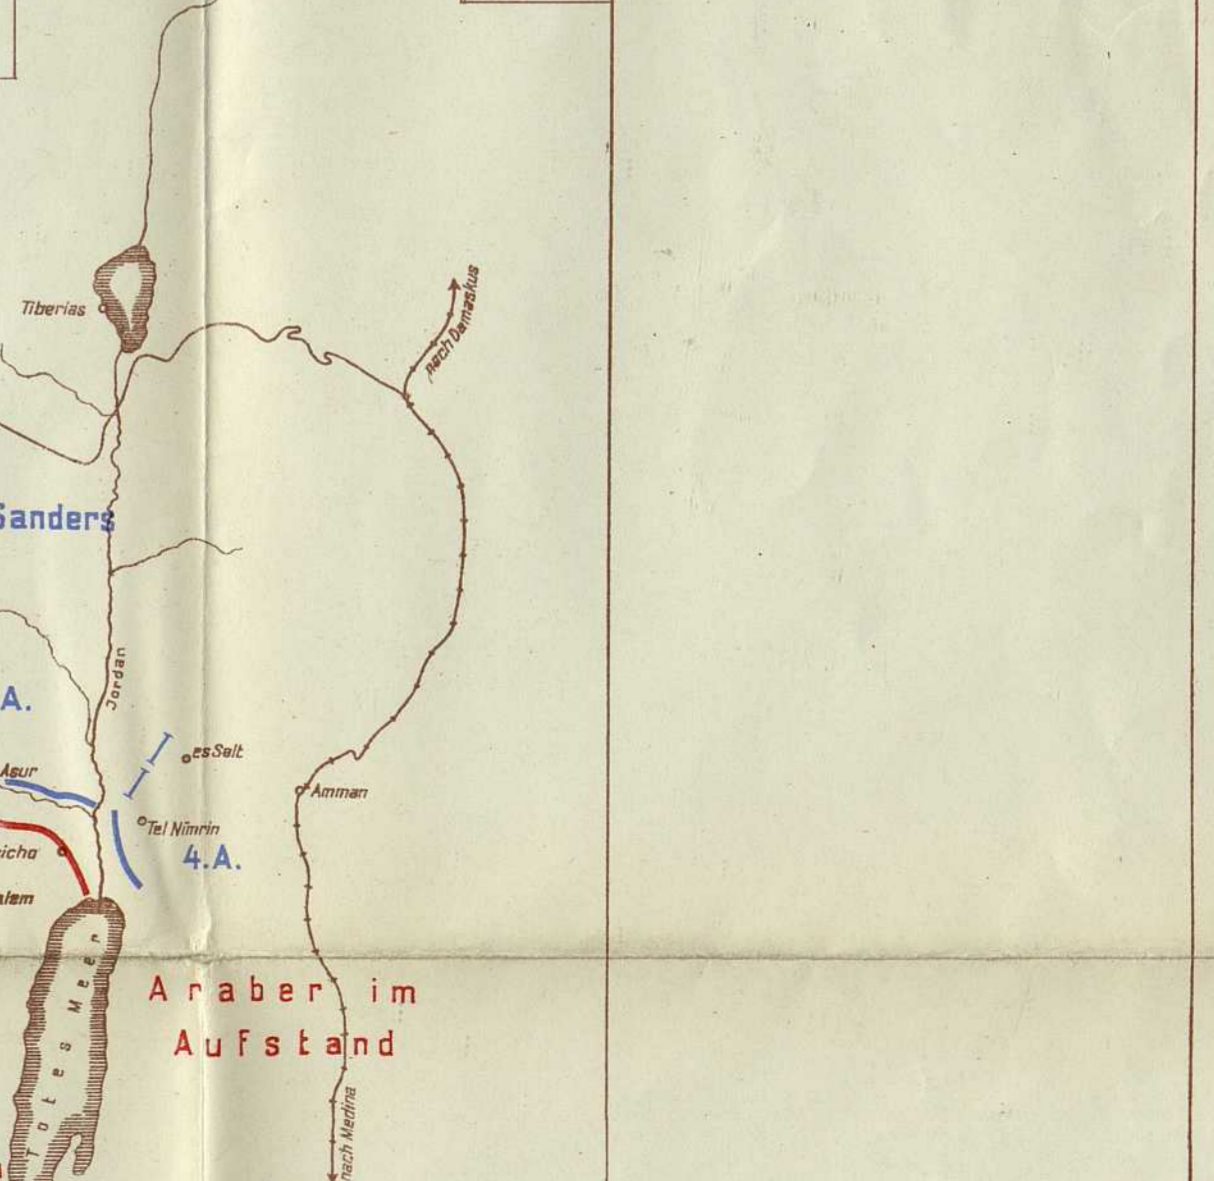 Tiberias
nach Damaskus
Sanders
Jordan
A.
es Salt
Asur
Amman
Tel Nimrin
4.A.
icho
alem
Totes Meer
Araber im
Aufstand
nach Medina